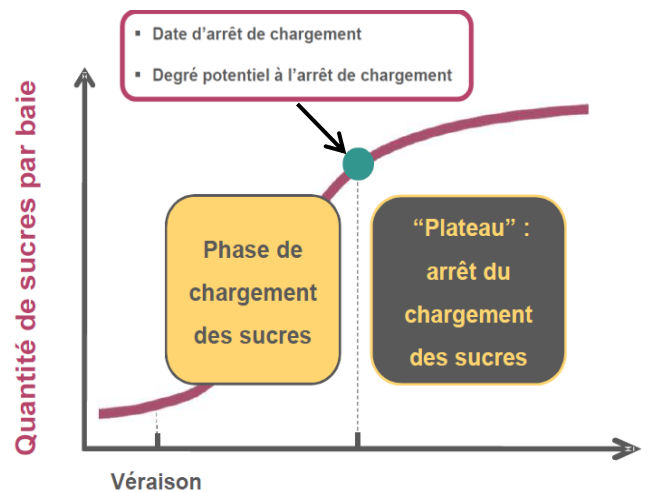 ▪ Date d’arrêt de chargement
▪ Degré potentiel à l’arrêt de chargement
Quantité de sucres par baie
Phase de
chargement
des sucres
“Plateau” :
arrêt du
chargement
des sucres
Véraison